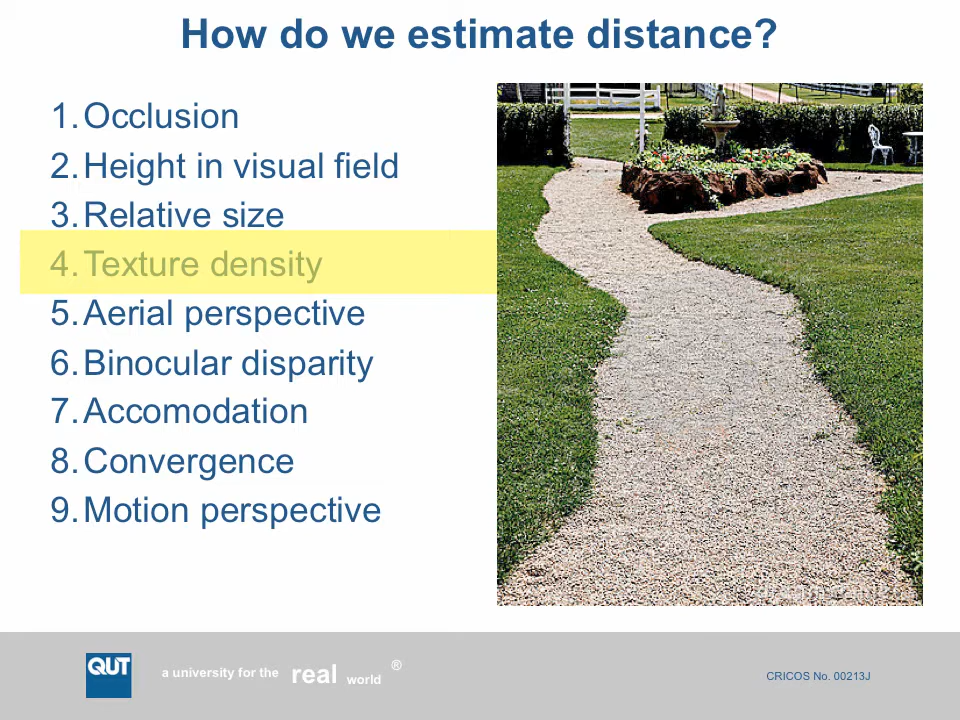 How do we estimate distance?
1. Occlusion
2. Height in visual field
3. Relative size
4. Texture density
5. Aerial perspective
6. Binocular disparity
7. Accomodation
8. Convergence
9. Motion perspective
QUT
a university for the real world ®
CRICOS No. 00213J